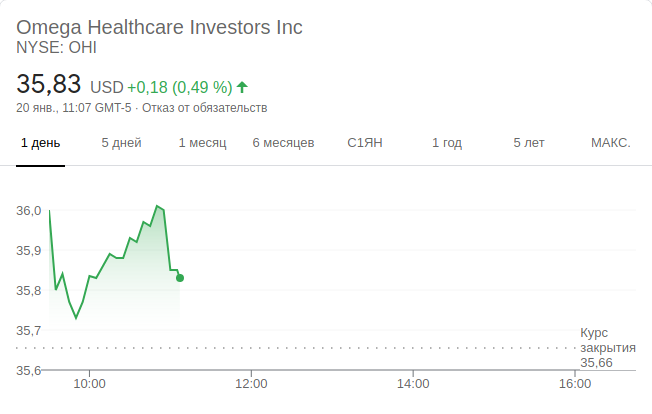 Omega Healthcare Investors Inc
NYSE: OHI
35,83 USD +0,18 (0,49 %)
20 янв., 11:07 GMT-5 · Отказ от обязательств
1 день 5 дней 1 месяц 6 месяцев С1ЯН 1 год 5 лет МАКС.
36,0
35,9
35,8
35,7
Курс
закрытия
35,66
35,6
10:00 12:00 14:00 16:00